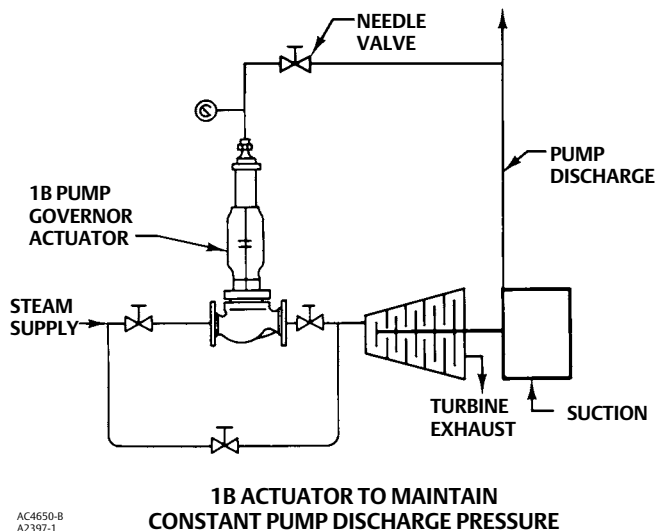 NEEDLE
VALVE
PUMP
DISCHARGE
1B PUMP
GOVERNOR
ACTUATOR
STEAM
SUPPLY
TURBINE
EXHAUST
SUCTION
1B ACTUATOR TO MAINTAIN
CONSTANT PUMP DISCHARGE PRESSURE
AC4650-B
A2397-1